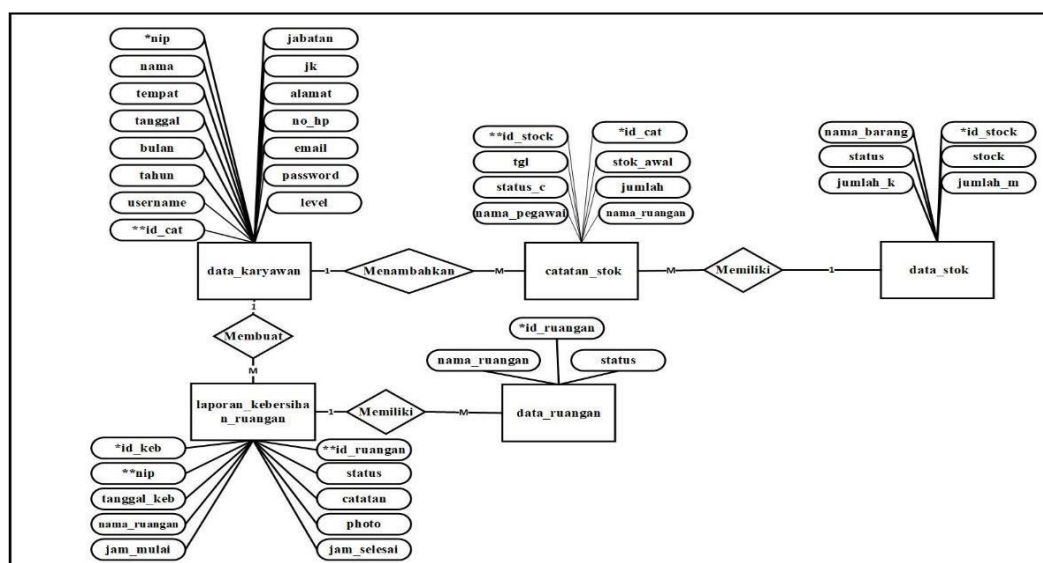 *nip
jabatan
nama
jk
tempat
alamat
tanggal
no_hp
bulan
email
tahun
password
username
level
**id_cat
**id_stock
*id_cat
tgl
stok_awal
status_c
jumlah
nama_pegawai
nama_ruangan
nama_barang
*id_stock
status
stock
jumlah_k
jumlah_m
data_karyawan
1
Menambahkan
M
catatan_stok
M
Memiliki
1
data_stok
1
Membuat
M
*id_ruangan
nama_ruangan
status
laporan_kebersiha
n_ruangan
1
Memiliki
M
data_ruangan
*id_keb
**id_ruangan
**nip
status
tanggal_keb
catatan
nama_ruangan
photo
jam_mulai
jam_selesai